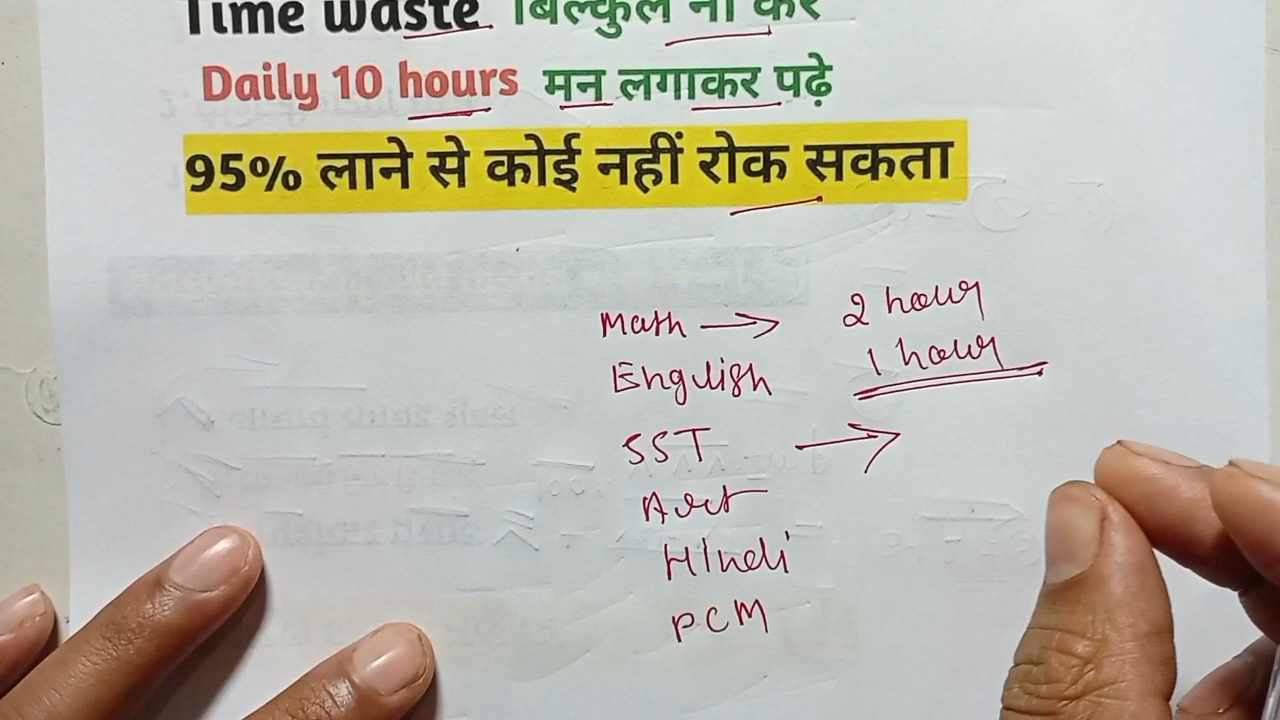 Time waste बिल्कुल ना करें
Daily 10 hours मन लगाकर पढ़े
95% लाने से कोई नहीं रोक सकता
Math → 2 hour
English 1 hour
SST →
Art
Hindi
PCM